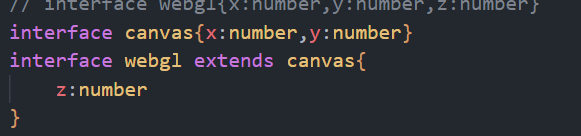 // interface webgl{x:number,y:number,z:number}
interface canvas{x:number,y:number}
interface webgl extends canvas{
    z:number
}